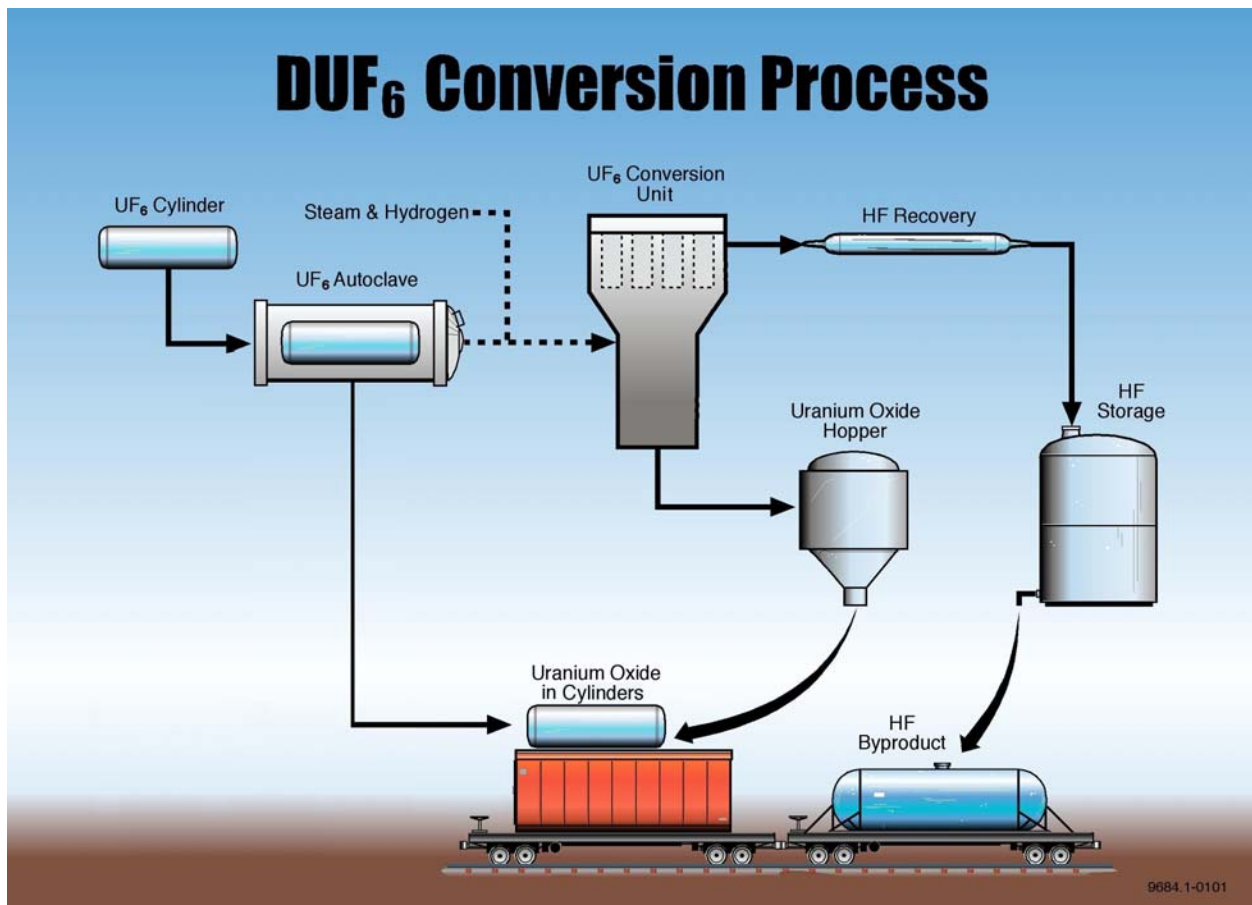 DUF₆ Conversion Process
UF₆ Cylinder
Steam & Hydrogen
UF₆ Conversion
Unit
HF Recovery
UF₆ Autoclave
Uranium Oxide
Hopper
HF
Storage
Uranium Oxide
in Cylinders
HF
Byproduct
9684.1-0101